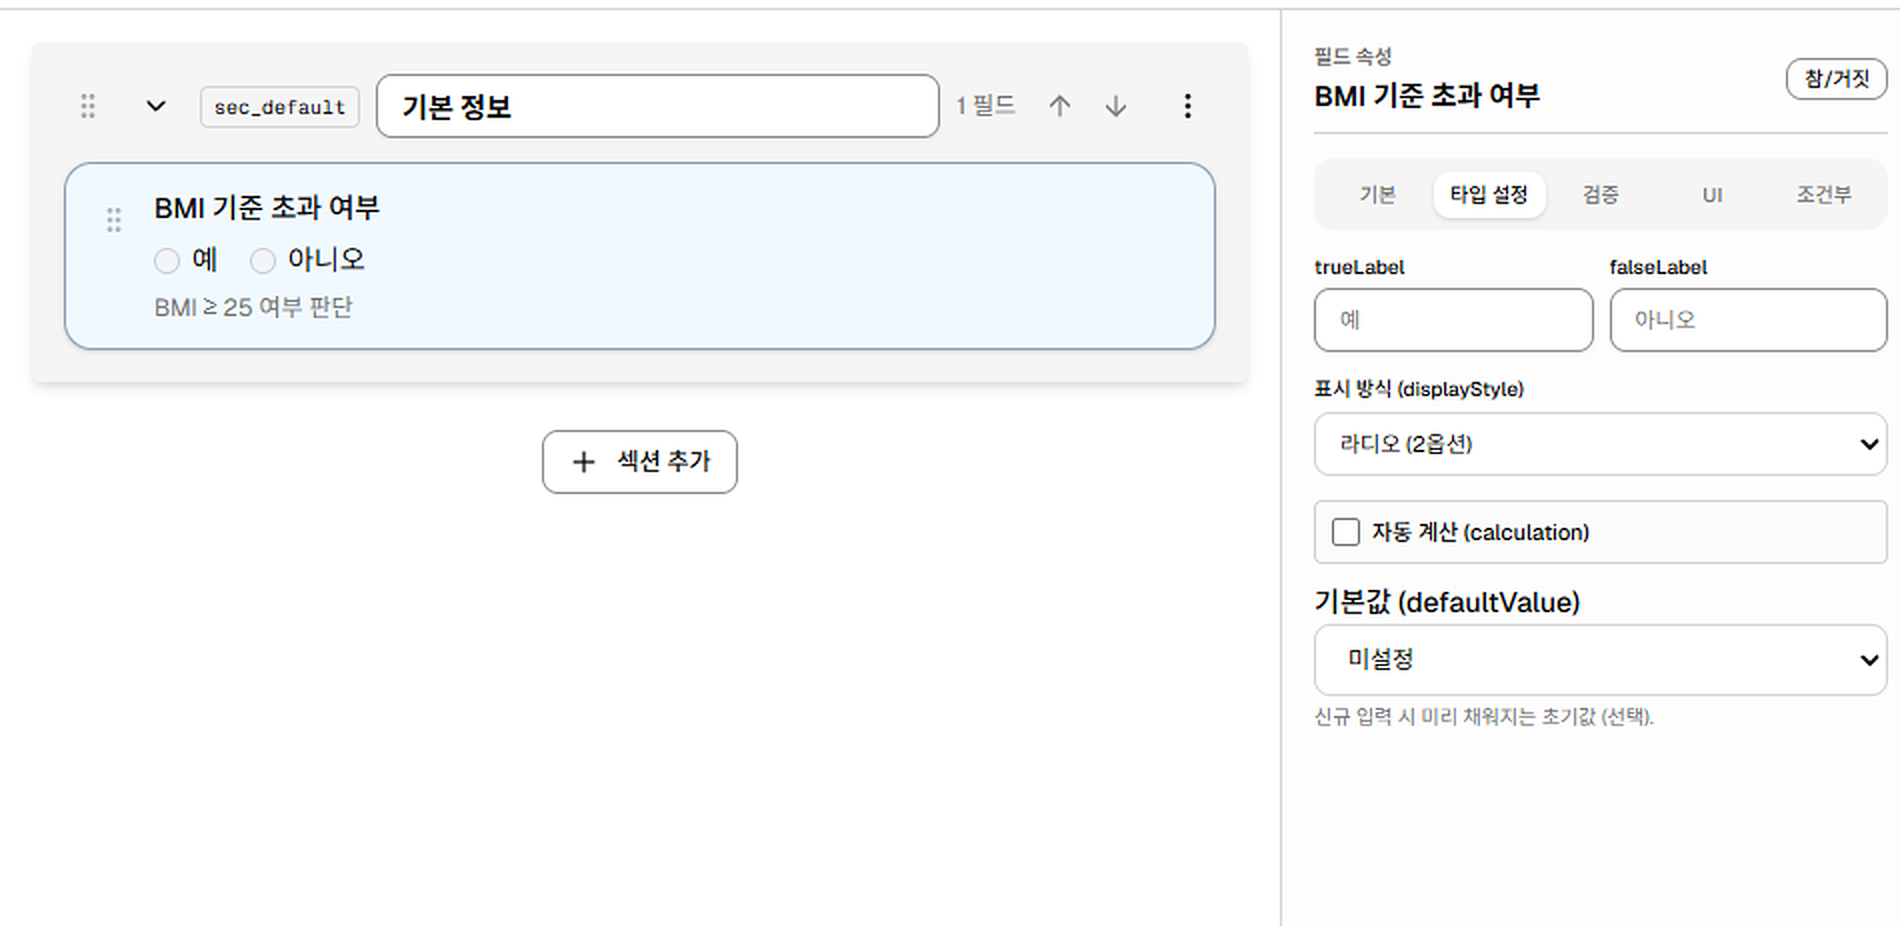 sec_default 기본 정보 1 필드
BMI 기준 초과 여부
예 아니오
BMI ≥ 25 여부 판단
섹션 추가
필드 속성
BMI 기준 초과 여부 참/거짓
기본 타입 설정 검증 UI 조건부
trueLabel falseLabel
예 아니오
표시 방식 (displayStyle)
라디오 (2옵션)
자동 계산 (calculation)
기본값 (defaultValue)
미설정
신규 입력 시 미리 채워지는 초기값 (선택).